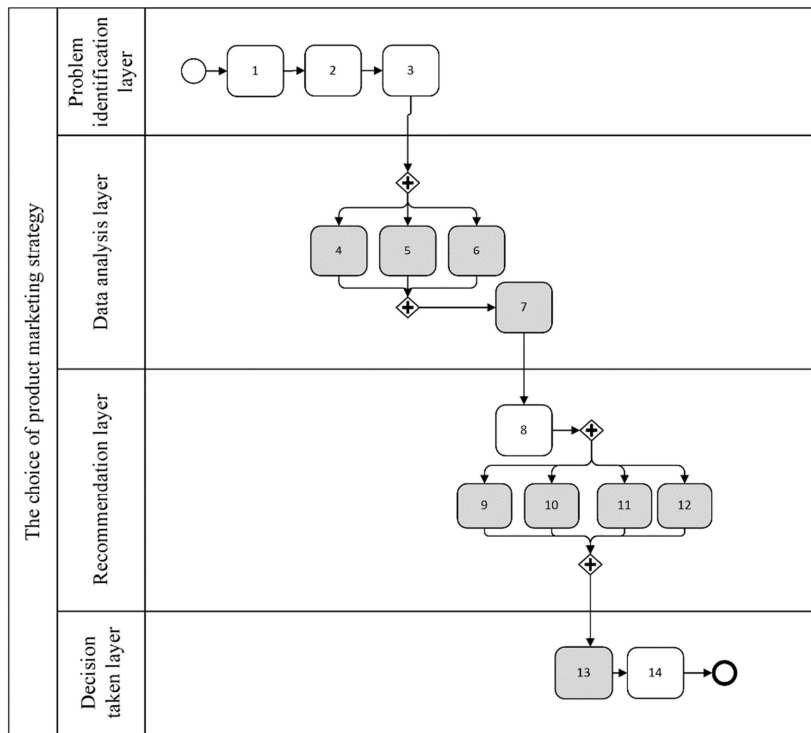 The choice of product marketing strategy
Problem
identification
layer
1
2
3
Data analysis layer
4
5
6
7
Recommendation layer
8
9
10
11
12
Decision
taken layer
13
14